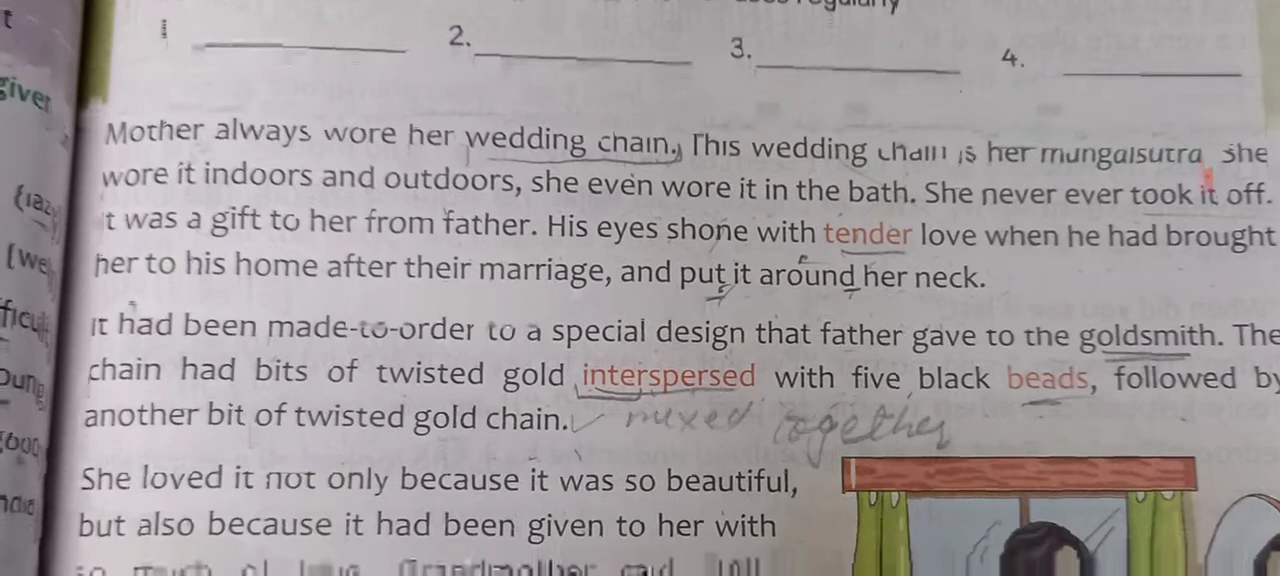 regularly
1 2. 3. 4.
given
Mother always wore her wedding chain. This wedding chain is her mungalsutra She
wore it indoors and outdoors, she even wore it in the bath. She never ever took it off.
It was a gift to her from father. His eyes shone with tender love when he had brought
her to his home after their marriage, and put it around her neck.
It had been made-to-order to a special design that father gave to the goldsmith. The
chain had bits of twisted gold interspersed with five black beads, followed by
another bit of twisted gold chain. mixed together
She loved it not only because it was so beautiful,
but also because it had been given to her with